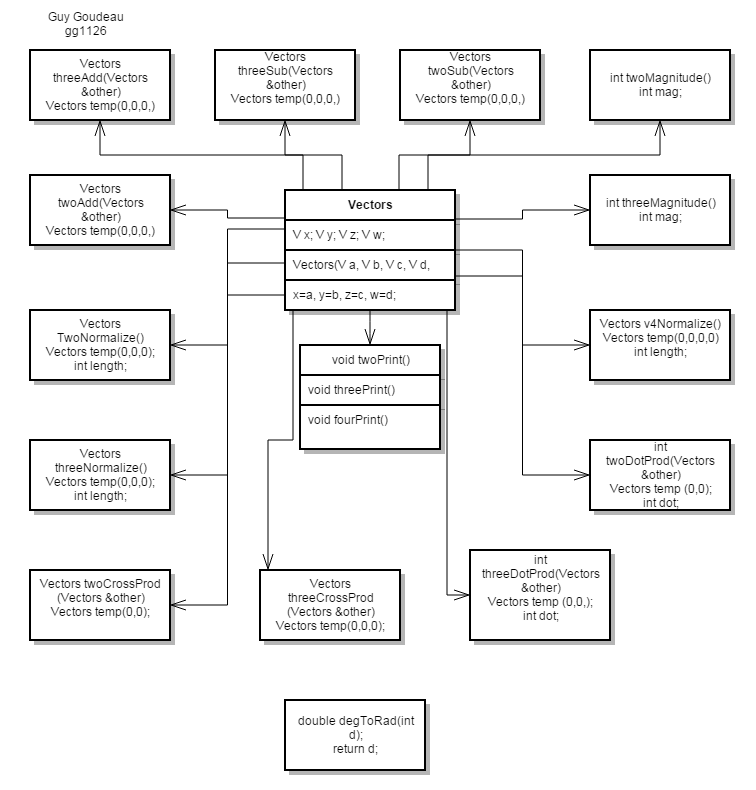 Guy Goudeau
gg1126
Vectors
threeAdd(Vectors
&other)
Vectors temp(0,0,0,)
Vectors
threeSub(Vectors
&other)
Vectors temp(0,0,0,)
Vectors
twoSub(Vectors
&other)
Vectors temp(0,0,0,)
int twoMagnitude()
int mag;
Vectors
twoAdd(Vectors
&other)
Vectors temp(0,0,0,)
Vectors
V x; V y; V z; V w;
Vectors(V a, V b, V c, V d,
x=a, y=b, z=c, w=d;
int threeMagnitude()
int mag;
Vectors
TwoNormalize()
Vectors temp(0,0,0);
int length;
void twoPrint()
void threePrint()
void fourPrint()
Vectors v4Normalize()
Vectors temp(0,0,0,0)
int length;
Vectors
threeNormalize()
Vectors temp(0,0,0);
int length;
int
twoDotProd(Vectors
&other)
Vectors temp (0,0);
int dot;
Vectors twoCrossProd
(Vectors &other)
Vectors temp(0,0);
Vectors
threeCrossProd
(Vectors &other)
Vectors temp(0,0,0);
int
threeDotProd(Vectors
&other)
Vectors temp (0,0,);
int dot;
double degToRad(int
d);
return d;